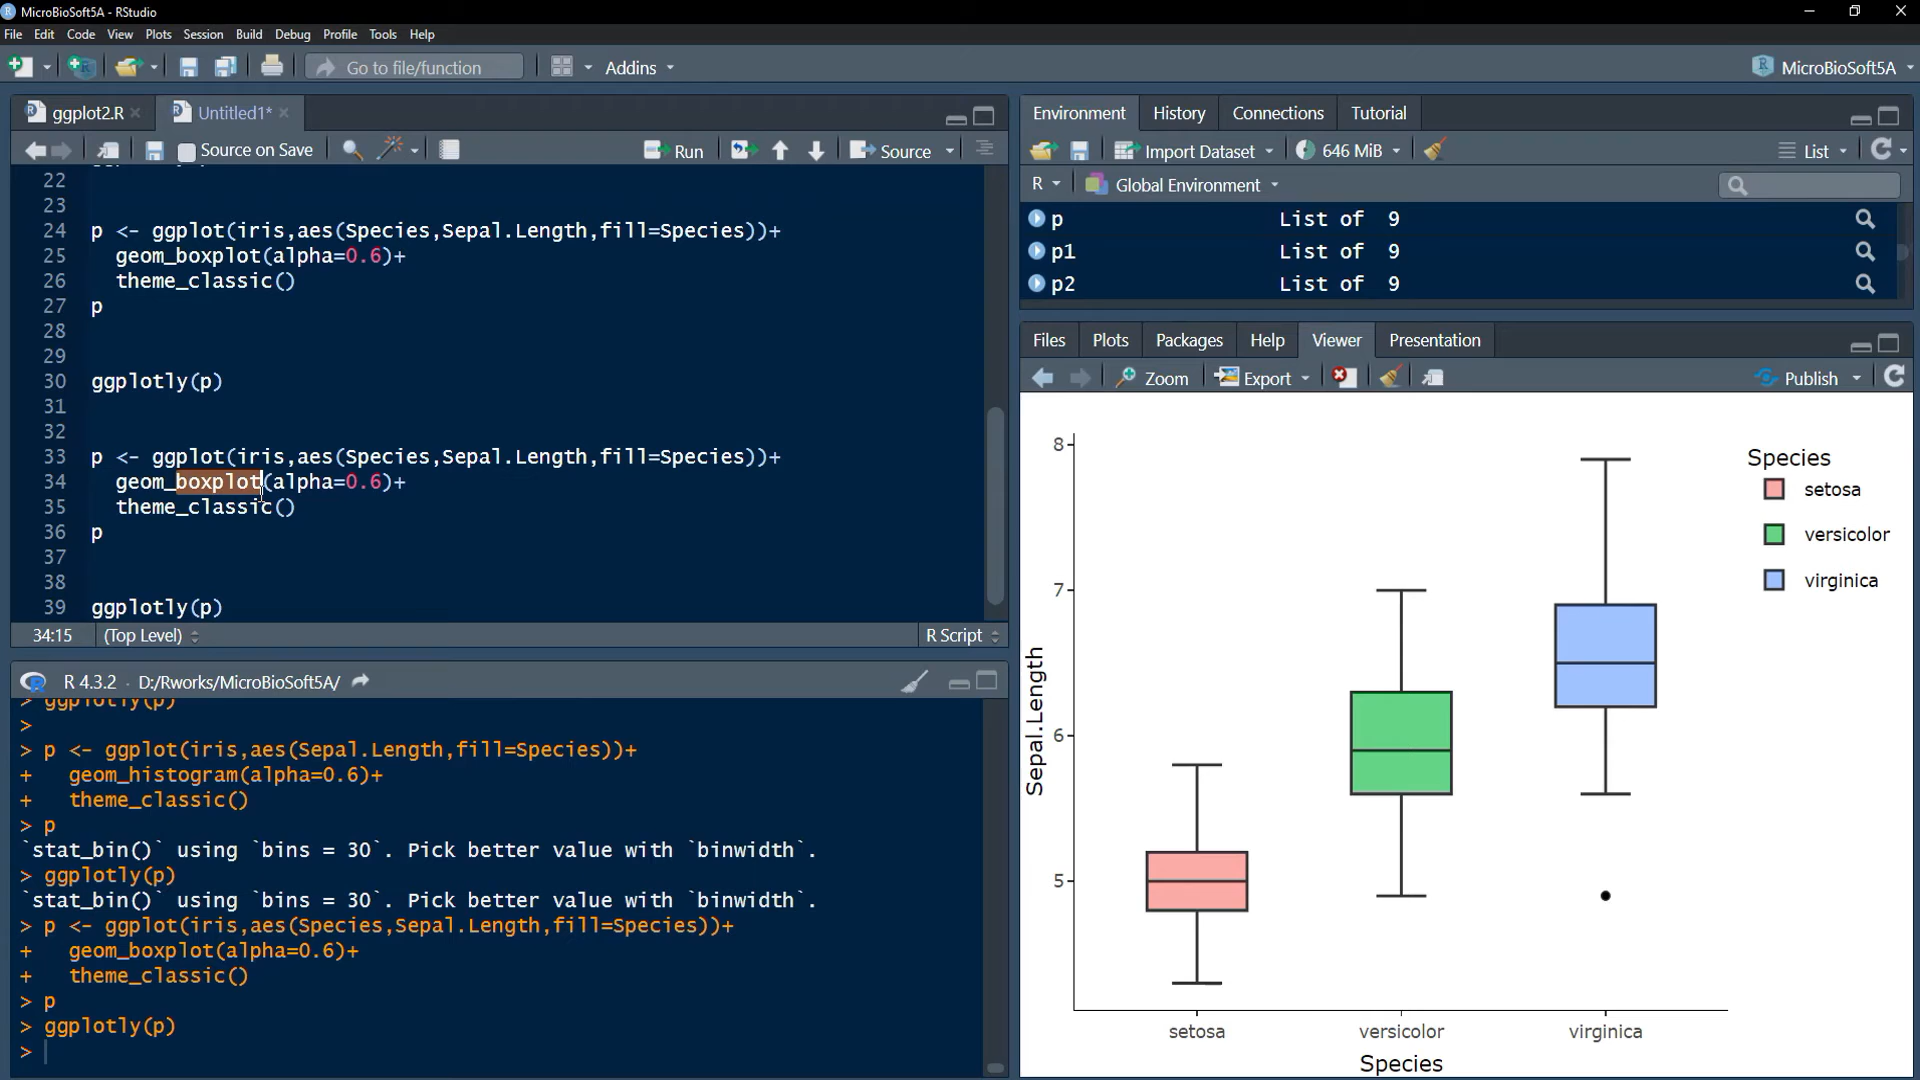 MicroBioSoft5A - RStudio
File Edit Code View Plots Session Build Debug Profile Tools Help
Go to file/function
Addins
MicroBioSoft5A
ggplot2.R
Untitled1*
Source on Save
Run
Source
22
23
24 p <- ggplot(iris,aes(Species,Sepal.Length,fill=Species))+
25 geom_boxplot(alpha=0.6)+
26 theme_classic()
27 p
28
29
30 ggplotly(p)
31
32
33 p <- ggplot(iris,aes(Species,Sepal.Length,fill=Species))+
34 geom_boxplot(alpha=0.6)+
35 theme_classic()
36 p
37
38
39 ggplotly(p)
34:15 (Top Level) R Script
R 4.3.2 · D:/Rworks/MicroBioSoft5A/
> ggplotly(p)
>
> p <- ggplot(iris,aes(Sepal.Length,fill=Species))+
+ geom_histogram(alpha=0.6)+
+ theme_classic()
> p
`stat_bin()` using `bins = 30`. Pick better value with `binwidth`.
> ggplotly(p)
`stat_bin()` using `bins = 30`. Pick better value with `binwidth`.
> p <- ggplot(iris,aes(Species,Sepal.Length,fill=Species))+
+ geom_boxplot(alpha=0.6)+
+ theme_classic()
> p
> ggplotly(p)
>
Environment History Connections Tutorial
Import Dataset 646 MiB List
R Global Environment
p List of 9
p1 List of 9
p2 List of 9
Files Plots Packages Help Viewer Presentation
Zoom Export Publish
8
7
6
5
Sepal.Length
setosa versicolor virginica
Species
Species
setosa
versicolor
virginica